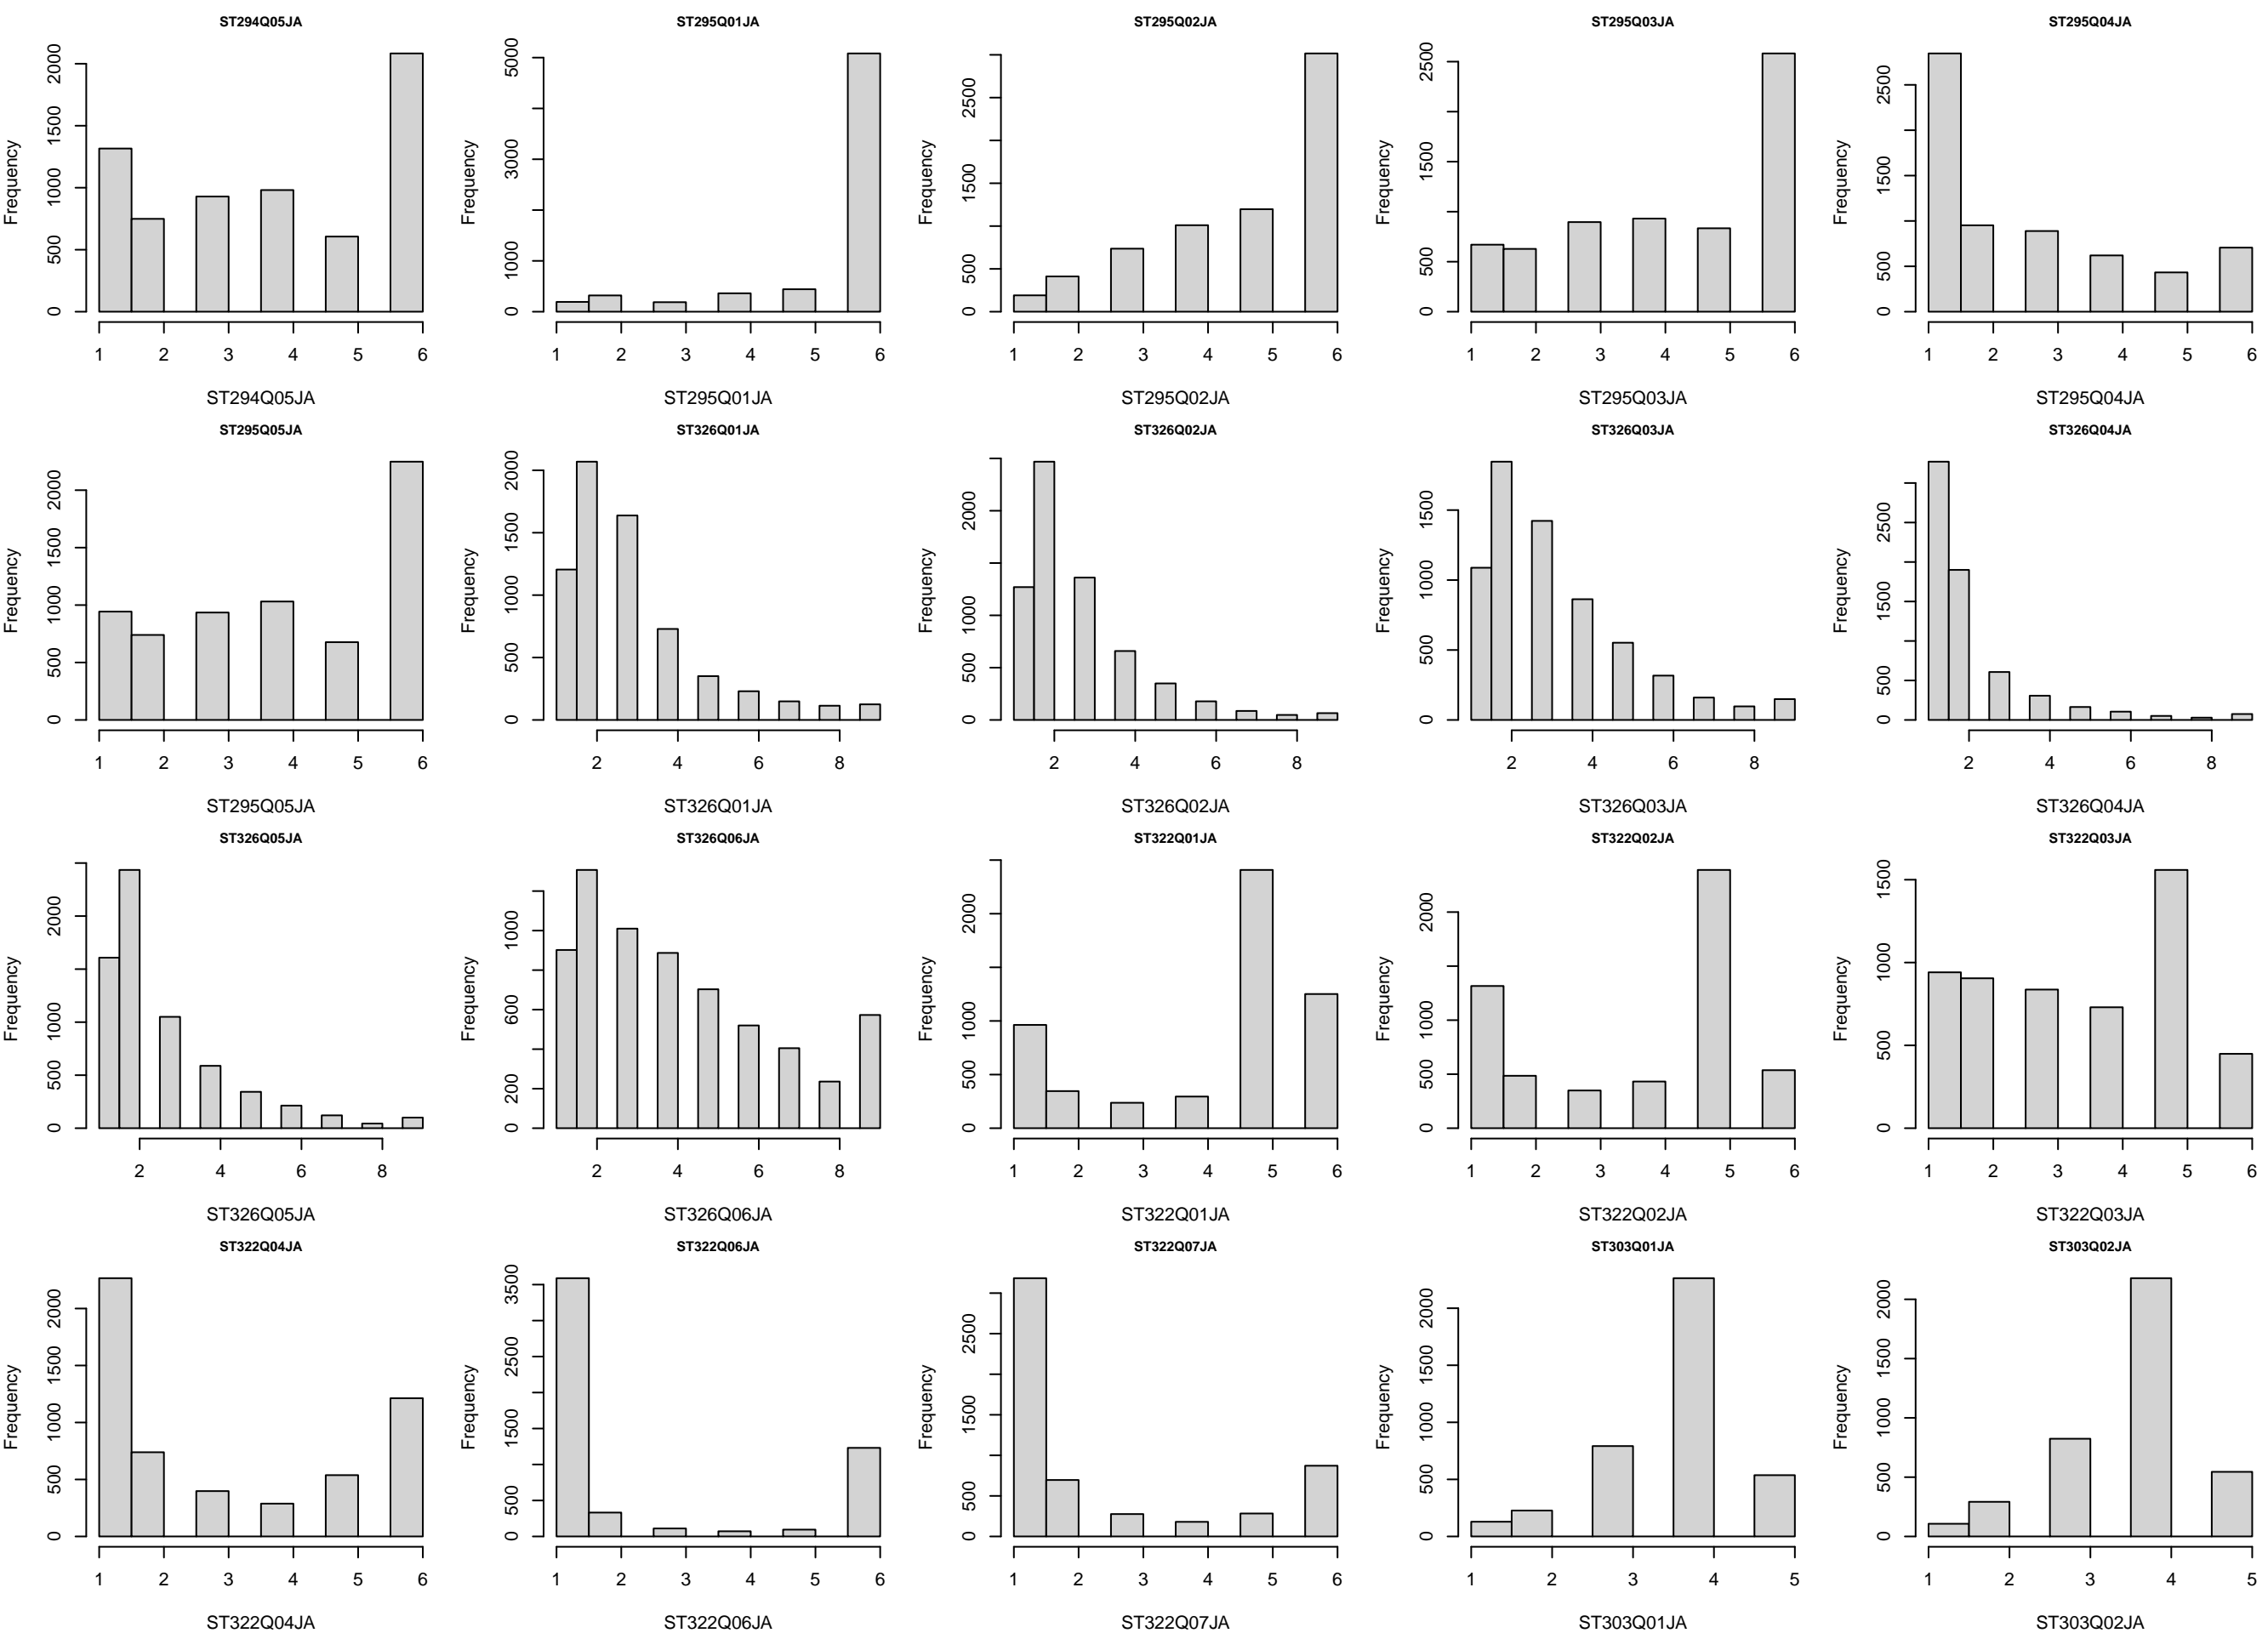 ST294Q05JA ST295Q01JA ST295Q02JA ST295Q03JA ST295Q04JA
Frequency Frequency Frequency Frequency Frequency
0 500 1000 1500 2000
0 1000 3000 5000
0 500 1500 2500
0 500 1500 2500
0 500 1500 2500
1 2 3 4 5 6 1 2 3 4 5 6 1 2 3 4 5 6 1 2 3 4 5 6 1 2 3 4 5 6
ST294Q05JA ST295Q01JA ST295Q02JA ST295Q03JA ST295Q04JA
ST295Q05JA ST326Q01JA ST326Q02JA ST326Q03JA ST326Q04JA
Frequency Frequency Frequency Frequency Frequency
0 500 1000 1500 2000
0 500 1000 1500 2000
0 500 1000 2000
0 500 1000 1500
0 500 1500 2500
1 2 3 4 5 6 2 4 6 8 2 4 6 8 2 4 6 8 2 4 6 8
ST295Q05JA ST326Q01JA ST326Q02JA ST326Q03JA ST326Q04JA
ST326Q05JA ST326Q06JA ST322Q01JA ST322Q02JA ST322Q03JA
Frequency Frequency Frequency Frequency Frequency
0 500 1000 2000
0 200 600 1000
0 500 1000 2000
0 500 1000 2000
0 500 1000 1500
2 4 6 8 2 4 6 8 1 2 3 4 5 6 1 2 3 4 5 6 1 2 3 4 5 6
ST326Q05JA ST326Q06JA ST322Q01JA ST322Q02JA ST322Q03JA
ST322Q04JA ST322Q06JA ST322Q07JA ST303Q01JA ST303Q02JA
Frequency Frequency Frequency Frequency Frequency
0 500 1000 1500 2000
0 500 1500 2500 3500
0 500 1500 2500
0 500 1000 1500 2000
0 500 1000 1500 2000
1 2 3 4 5 6 1 2 3 4 5 6 1 2 3 4 5 6 1 2 3 4 5 1 2 3 4 5
ST322Q04JA ST322Q06JA ST322Q07JA ST303Q01JA ST303Q02JA